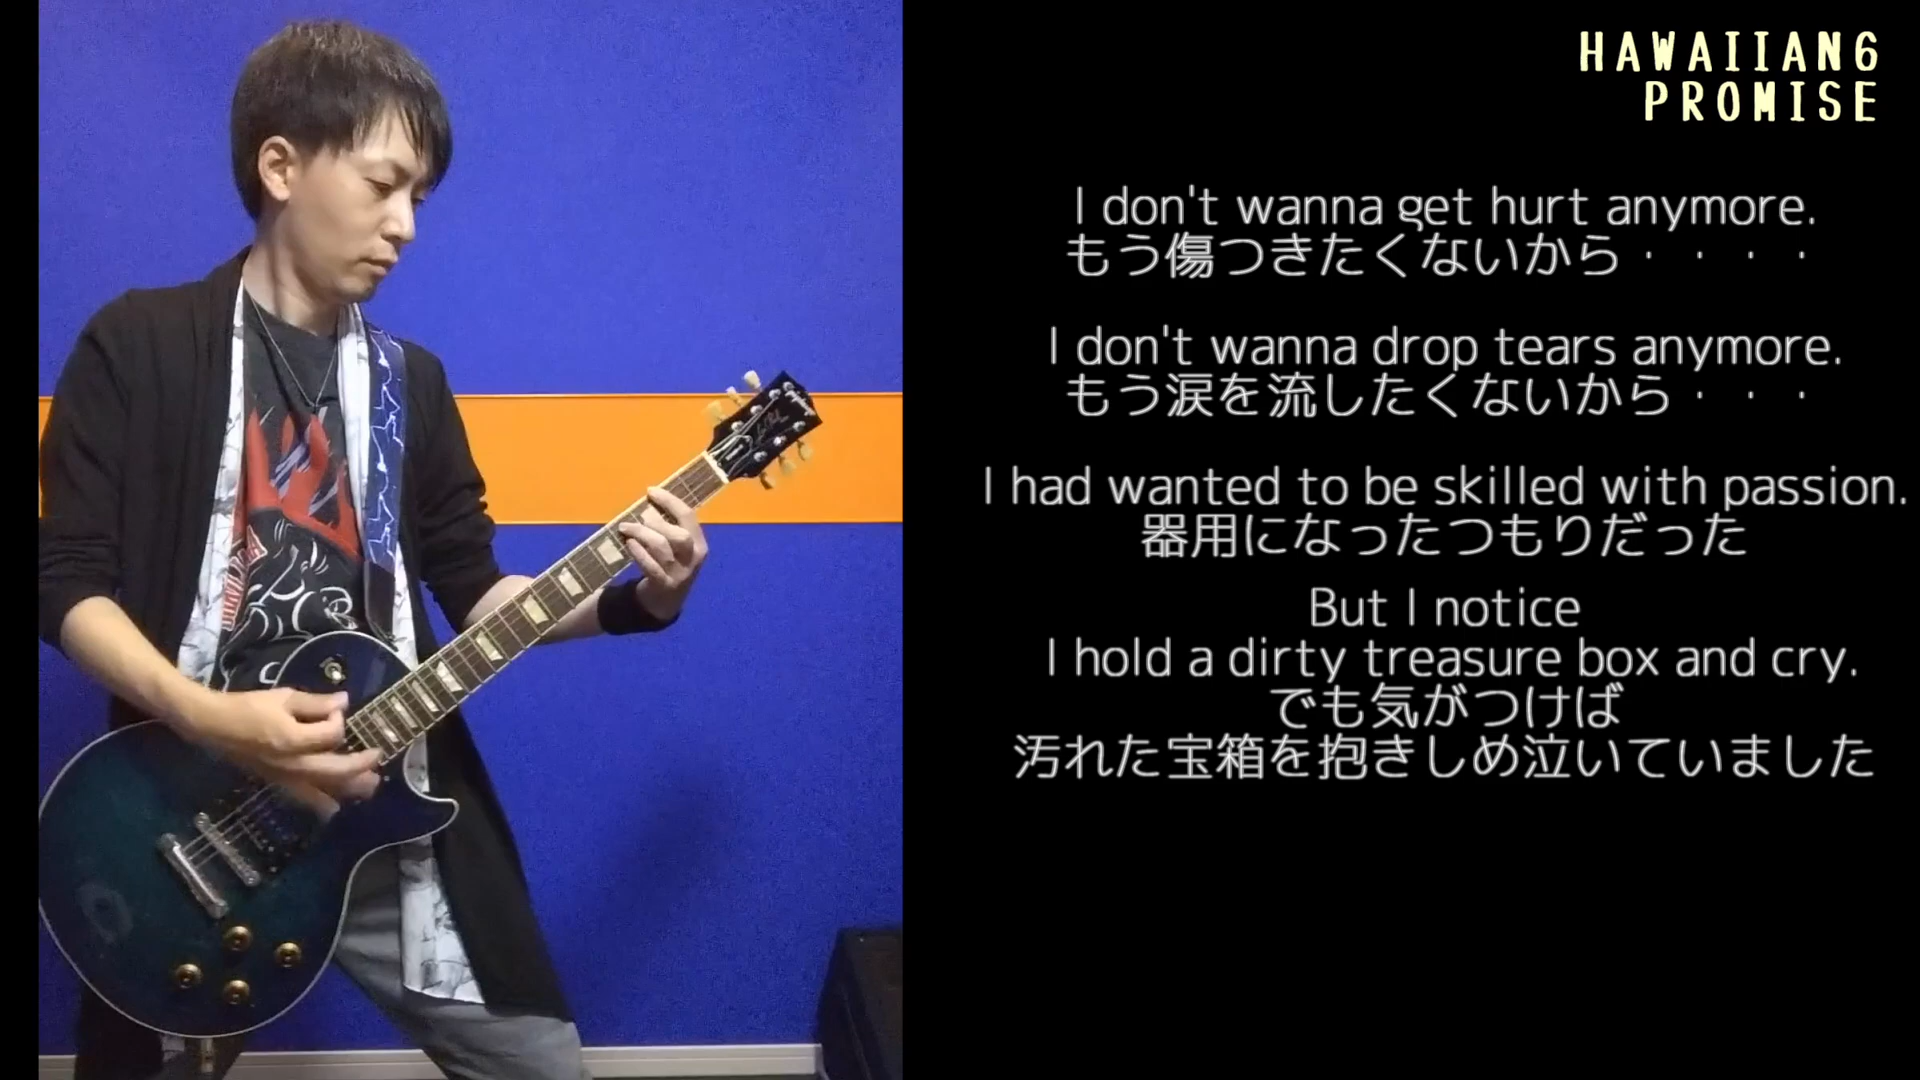 HAWAIIAN6
PROMISE
I don't wanna get hurt anymore.
もう傷つきたくないから・・・・
I don't wanna drop tears anymore.
もう涙を流したくないから・・・
I had wanted to be skilled with passion.
器用になったつもりだった
But I notice
I hold a dirty treasure box and cry.
でも気がつけば
汚れた宝箱を抱きしめ泣いていました